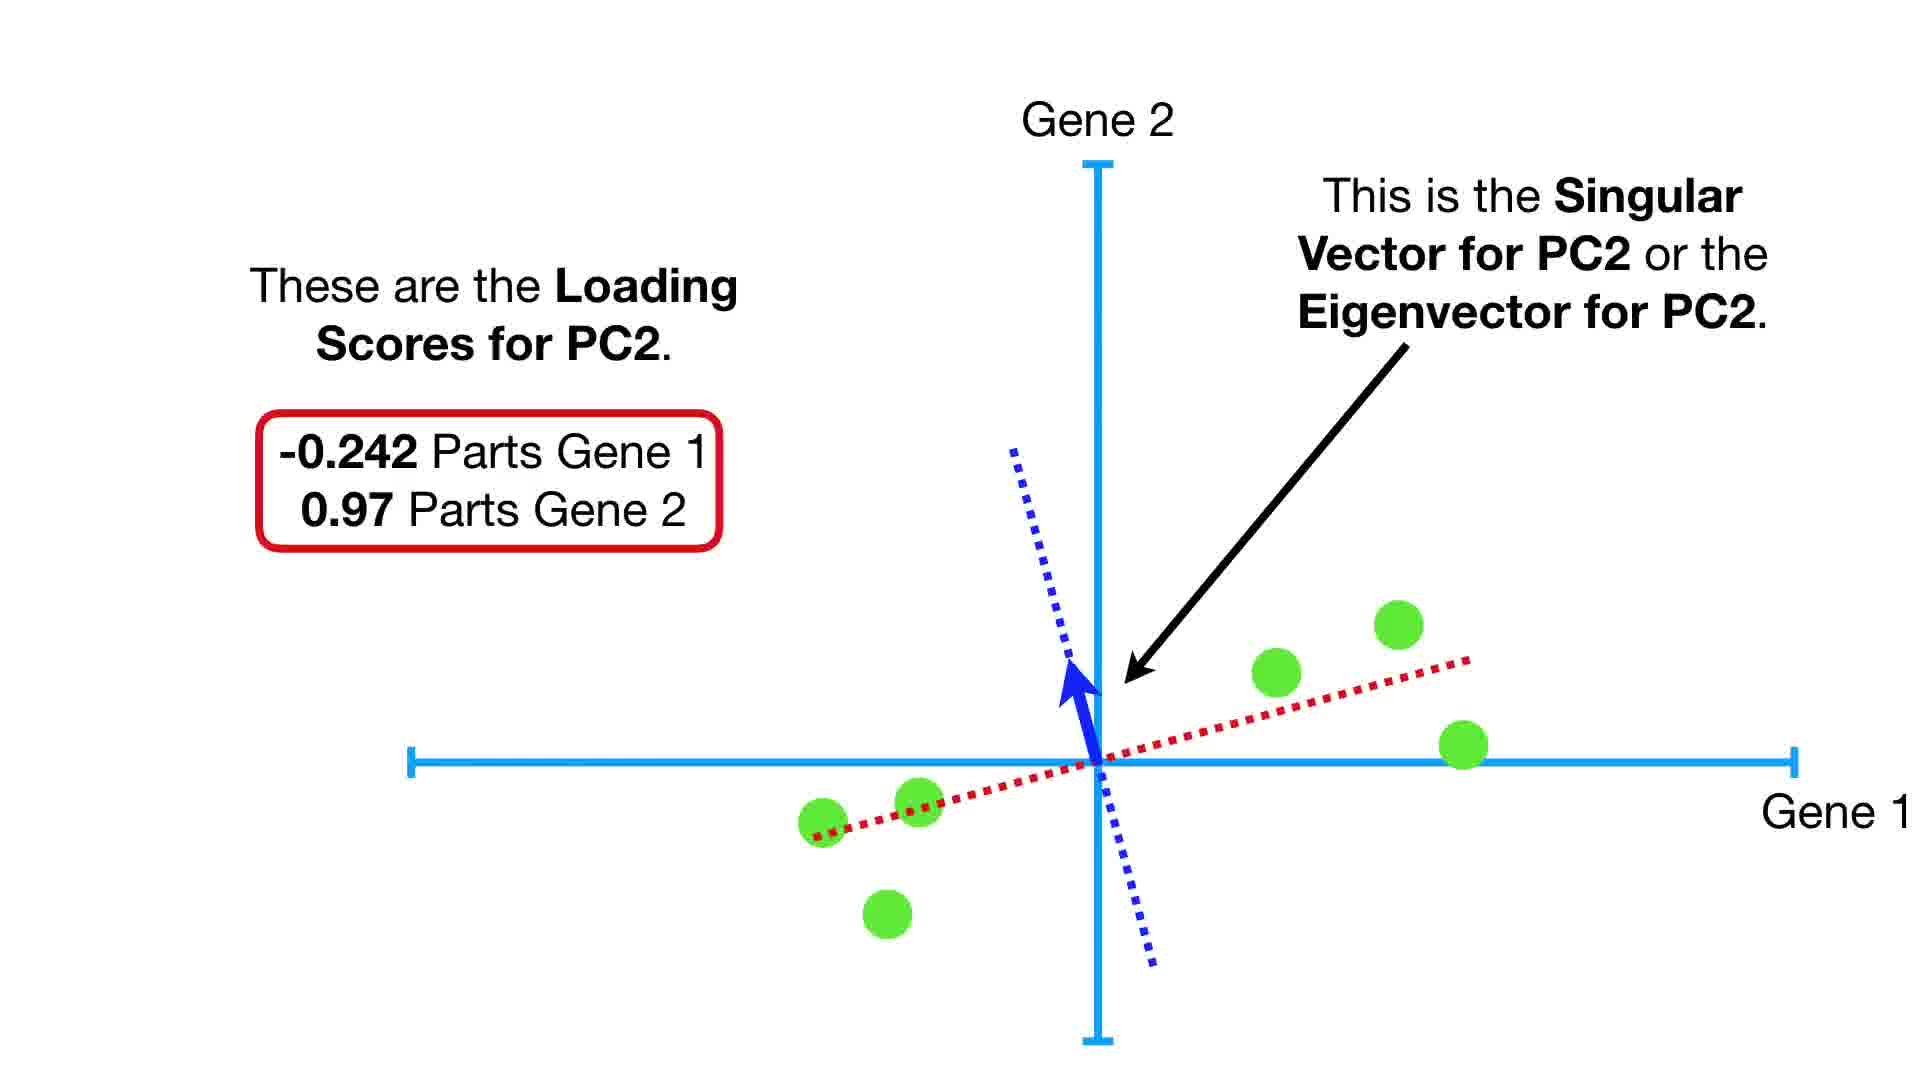 Gene 2
This is the Singular
Vector for PC2 or the
Eigenvector for PC2.
These are the Loading
Scores for PC2.
-0.242 Parts Gene 1
0.97 Parts Gene 2
Gene 1